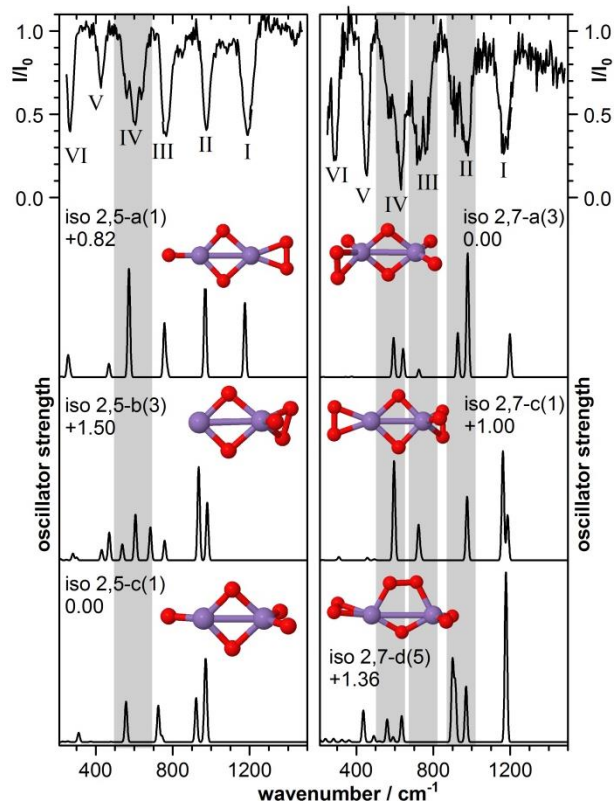 I/I0
1.0
0.5
0.0
VI
V
IV
III
II
I
iso 2,5-a(1)
+0.82
iso 2,5-b(3)
+1.50
iso 2,5-c(1)
0.00
oscillator strength
400
800
1200
I/I0
1.0
0.5
0.0
VI
V
IV
III
II
I
iso 2,7-a(3)
0.00
iso 2,7-c(1)
+1.00
iso 2,7-d(5)
+1.36
oscillator strength
400
800
1200
wavenumber / cm-1